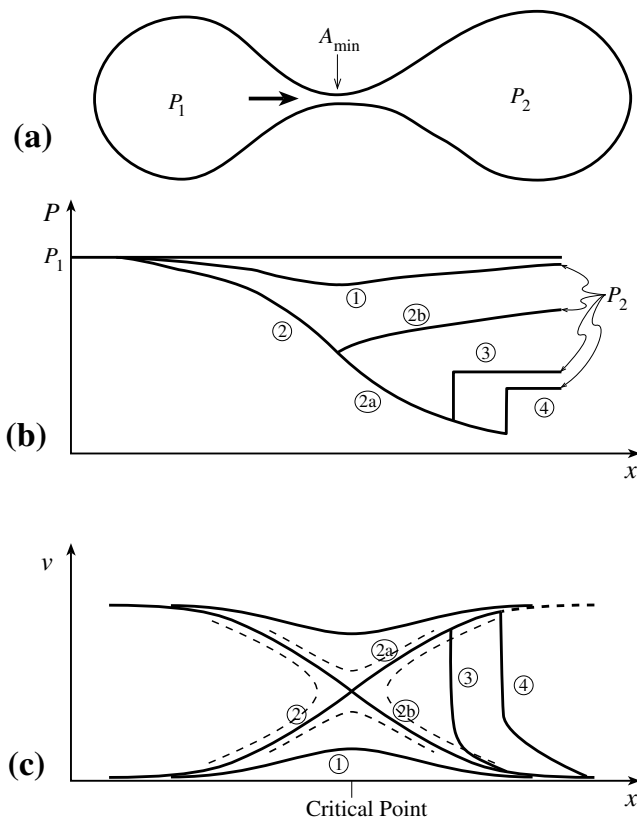 A_min
P_1
P_2
(a)
P
P_1
①
②
2b
P_2
③
2a
④
(b)
x
v
2a
③
④
②
2b
①
(c)
x
Critical Point